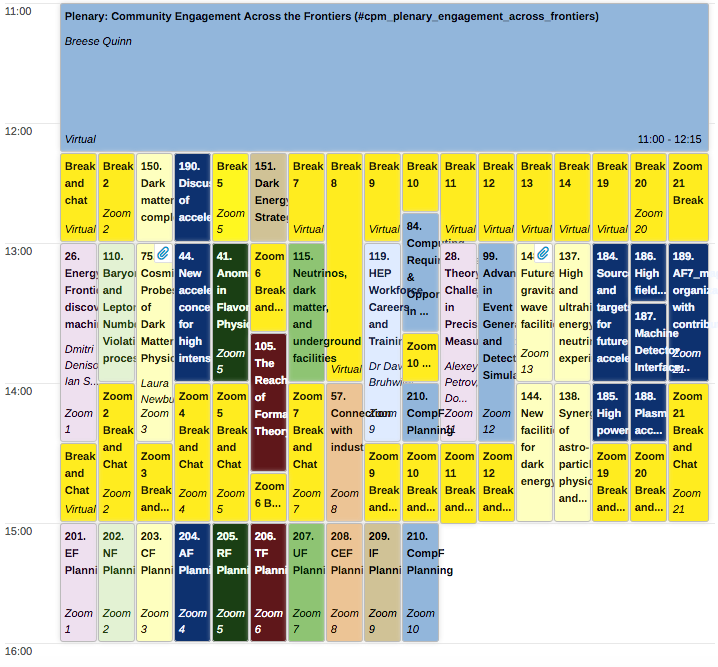 11:00
Plenary: Community Engagement Across the Frontiers (#cpm_plenary_engagement_across_frontiers)
Breese Quinn
12:00
Virtual
11:00 - 12:15
Break
and
chat
Virtual
Break
2
Zoom
2
150.
Dark
matter
compl
190.
Discus
of
accele
Break
5
Zoom
5
151.
Dark
Energy
Strateg
Break
7
Virtual
Break
8
Virtual
Break
9
Virtual
Break
10
Break
11
Virtual
Break
12
Virtual
Break
13
Virtual
Break
14
Virtual
Break
19
Virtual
Break
20
Zoom
20
Zoom
21
Break
13:00
26.
Energy
Frontie
discov
machin
Dmitri
Deniso
Ian S...
Zoom
1
110.
Baryo
and
Lepton
Numb
Violati
proces
75
Cosmi
Probes
of
Dark
Matter
Physic
Laura
Newbu
Zoom
3
44.
New
accele
conce
for
high
intens
41.
Anoma
in
Flavor
Physic
Zoom
5
Zoom
6
Break
and...
115.
Neutrinos,
dark
matter,
and
underground
facilities
Virtual
119.
HEP
Workforce
Careers,
and
Trainin
Dr Dav
Bruhwi
Zoom
9
84.
Computing
Requir
&
Oppor
in ...
28.
Theory
Challe
in
Precis
Measu
Alexey
Petrov,
Do...
Zoom
11
99.
Advan
in
Event
Genera
and
Detect
Simula
Zoom
12
14
Future
gravita
wave
faciliti
Zoom
13
137.
High
and
ultrahi
energy
neutrin
experi
184.
Source
and
targets
for
future
accele
186.
High
field...
187.
Machine
Detector
Interface...
189.
AF7_m
organiz
with
contrib
Zoom
21
105.
The
Reach
of
Forma
Theory
Zoom
10 ...
14:00
Zoom
2
Break
and
Chat
Zoom
2
Zoom
4
Break
and
Chat
Zoom
4
Zoom
5
Break
and
Chat
Zoom
5
Zoom
7
Break
and
Chat
Zoom
7
57.
Connection
with
indust
Zoom
8
210.
CompF
Planning
144.
New
faciliti
for
dark
energy
138.
Synerg
of
astro-
particl
physic
and...
185.
High
power
188.
Plasm
acc...
Zoom
21
Break
and
Chat
Zoom
21
Break
and
Chat
Virtual
Zoom
3
Break
and...
Zoom
6 B...
Zoom
9
Break
and...
Zoom
10
Break
and...
Zoom
11
Break
and...
Zoom
12
Break
and...
Zoom
19
Break
and...
Zoom
20
Break
and...
15:00
201.
EF
Planni
Zoom
1
202.
NF
Planni
Zoom
2
203.
CF
Planni
Zoom
3
204.
AF
Planni
Zoom
4
205.
RF
Planni
Zoom
5
206.
TF
Planni
Zoom
6
207.
UF
Planni
Zoom
7
208.
CEF
Planni
Zoom
8
209.
IF
Planni
Zoom
9
210.
CompF
Planning
Zoom
10
16:00